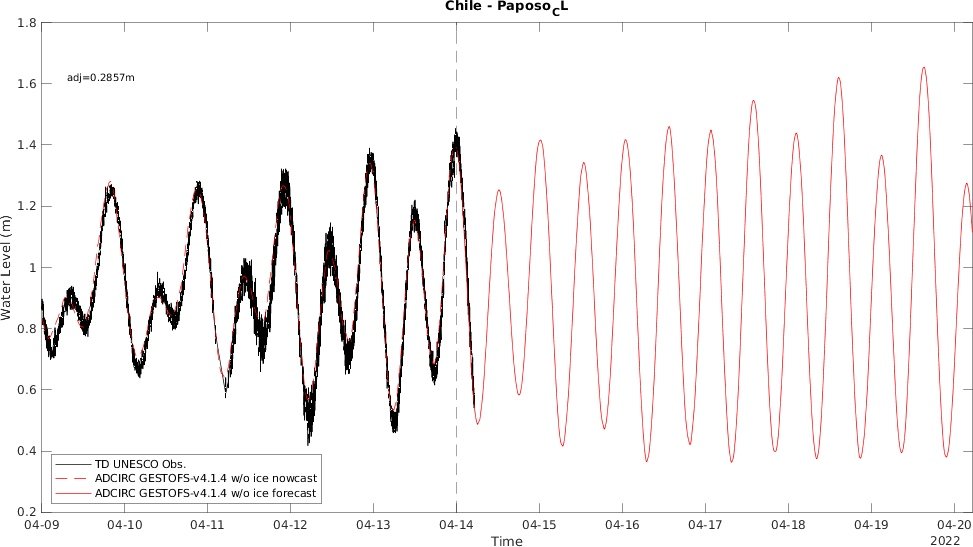 Chile - PaposoCL
1.8
adj=0.2857m
1.6
1.4
1.2
1
0.8
0.6
0.4
0.2
Water Level (m)
TD UNESCO Obs.
ADCIRC GESTOFS-v4.1.4 w/o ice nowcast
ADCIRC GESTOFS-v4.1.4 w/o ice forecast
04-09 04-10 04-11 04-12 04-13 04-14 04-15 04-16 04-17 04-18 04-19 04-20
Time
2022